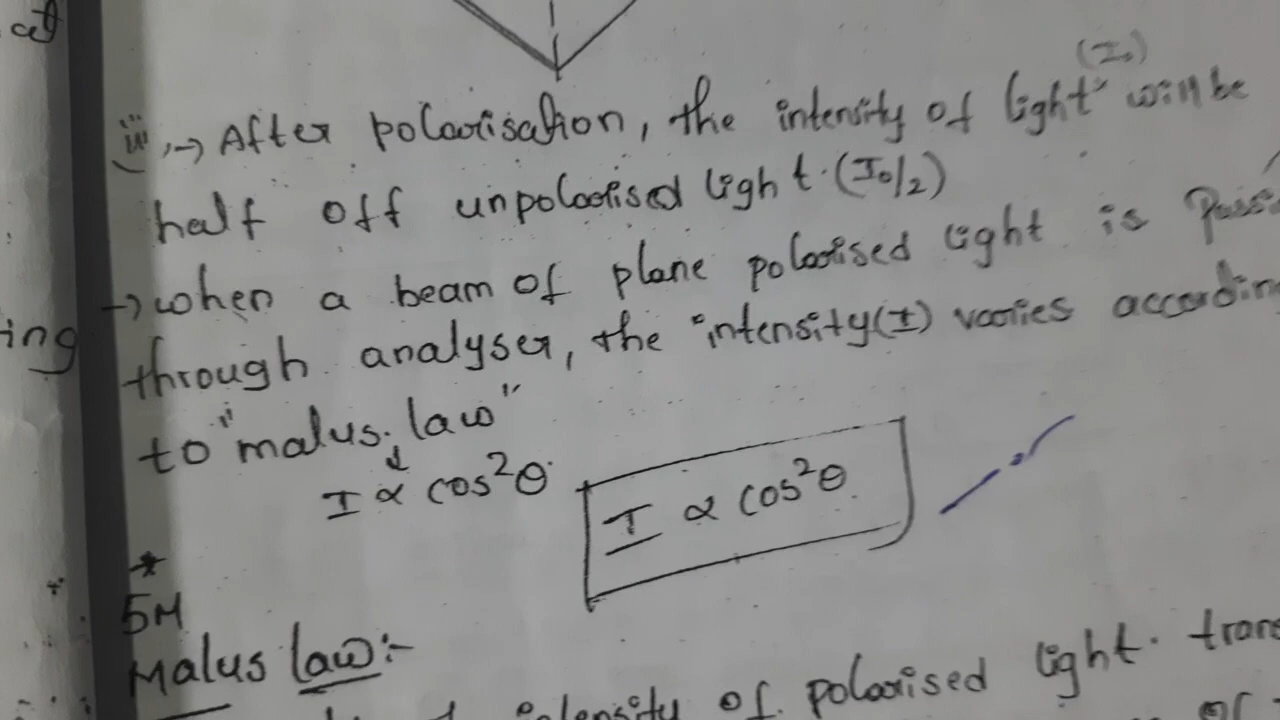 (I₀)
iii) → After polarisation, the intensity of light will be
half off unpolarised light. (I₀/2)
→ when a beam of plane polarised light is
through analyser, the intensity(I) varies
to "malus law"
I ∝ cos²θ
I ∝ cos²θ
*
5M
Malus law:-
of polarised light.
ing